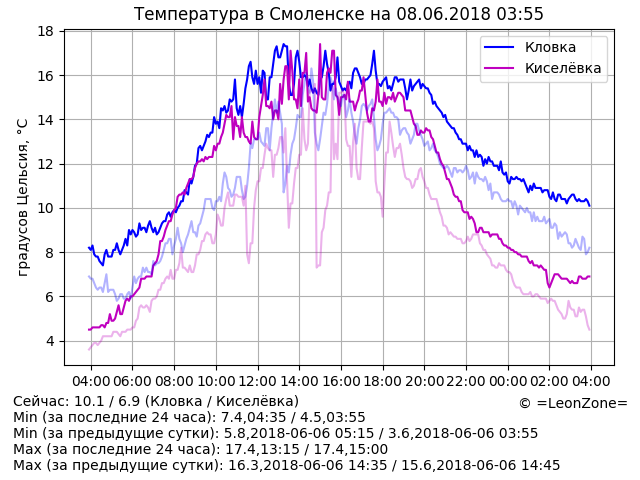 Температура в Смоленске на 08.06.2018 03:55
градусов Цельсия, °C
18
16
14
12
10
8
6
4
Кловка
Киселёвка
04:00 06:00 08:00 10:00 12:00 14:00 16:00 18:00 20:00 22:00 00:00 02:00 04:00
Сейчас: 10.1 / 6.9 (Кловка / Киселёвка)
© =LeonZone=
Min (за последние 24 часа): 7.4,04:35 / 4.5,03:55
Min (за предыдущие сутки): 5.8,2018-06-06 05:15 / 3.6,2018-06-06 03:55
Max (за последние 24 часа): 17.4,13:15 / 17.4,15:00
Max (за предыдущие сутки): 16.3,2018-06-06 14:35 / 15.6,2018-06-06 14:45